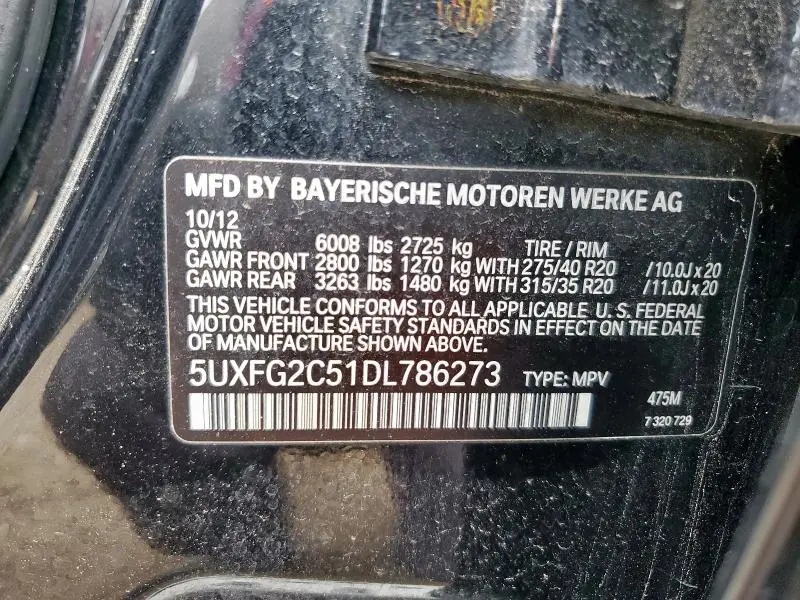 MFD BY BAYERISCHE MOTOREN WERKE AG
10/12
GVWR 6008 lbs 2725 kg TIRE / RIM
GAWR FRONT 2800 lbs 1270 kg WITH 275/40 R20 /10.0J x 20
GAWR REAR 3263 lbs 1480 kg WITH 315/35 R20 /11.0J x 20
THIS VEHICLE CONFORMS TO ALL APPLICABLE U.S. FEDERAL
MOTOR VEHICLE SAFETY STANDARDS IN EFFECT ON THE DATE
OF MANUFACTURE SHOWN ABOVE.
5UXFG2C51DL786273 TYPE: MPV
475M
7 320 729